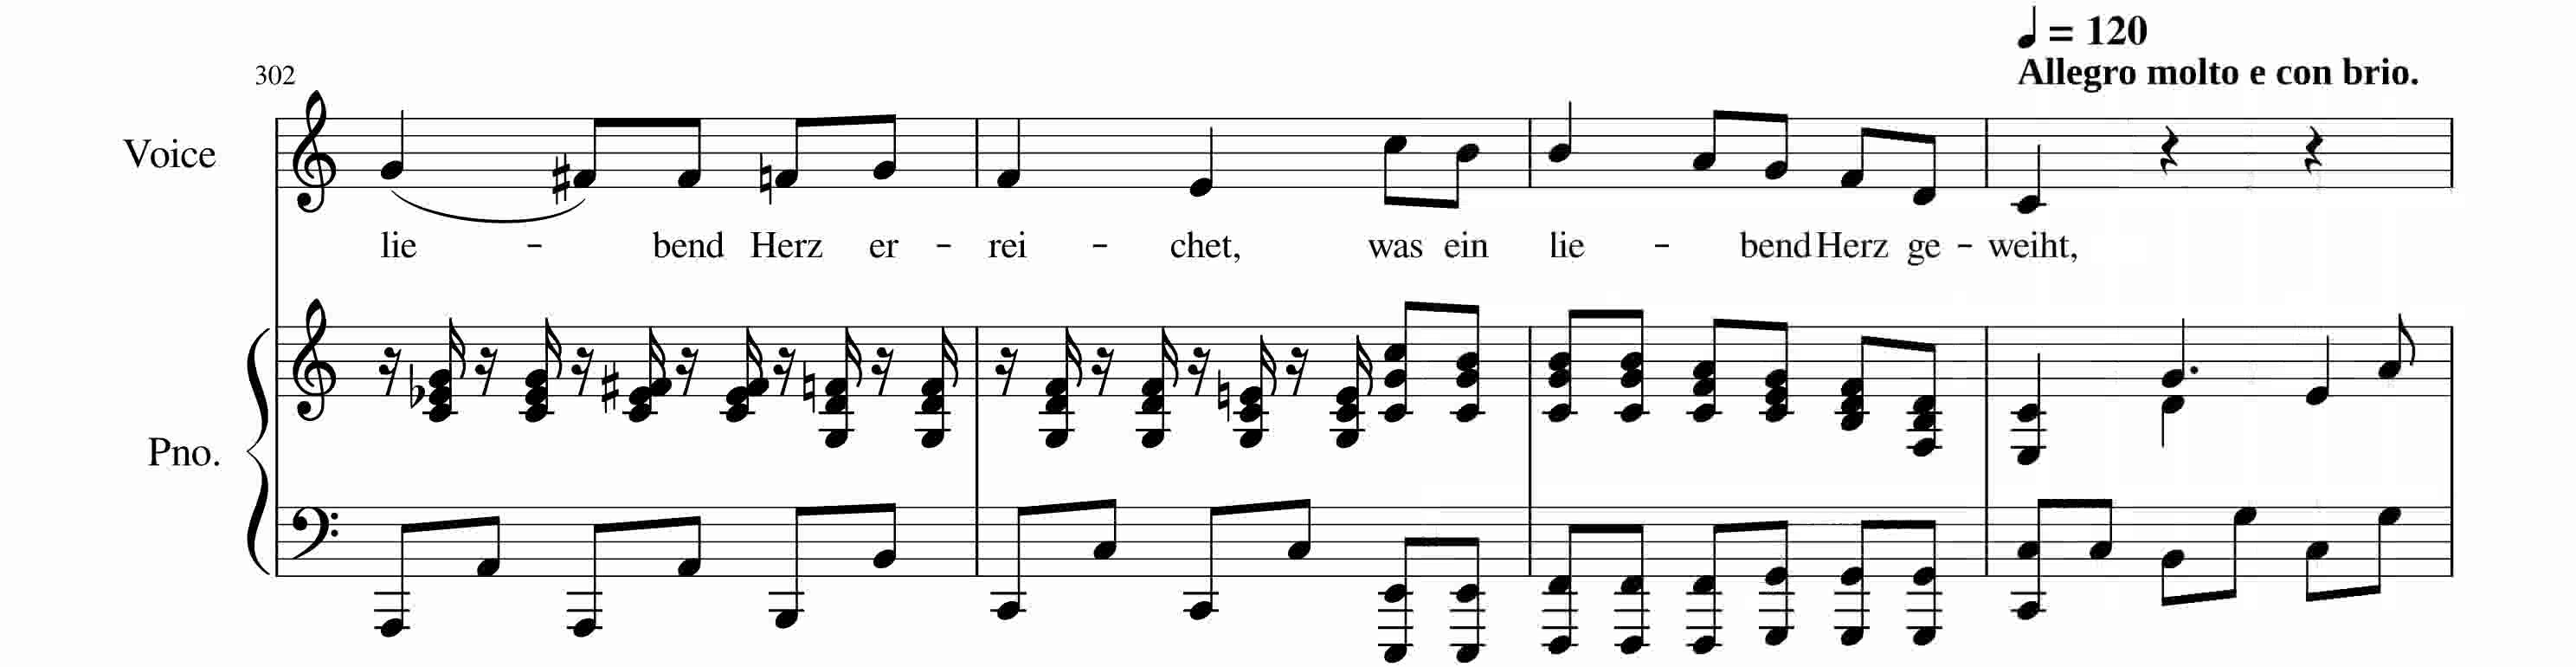 ♩ = 120
302 Allegro molto e con brio.
Voice
lie - bend Herz er - rei - chet, was ein lie - bend Herz ge - weiht,
Pno.